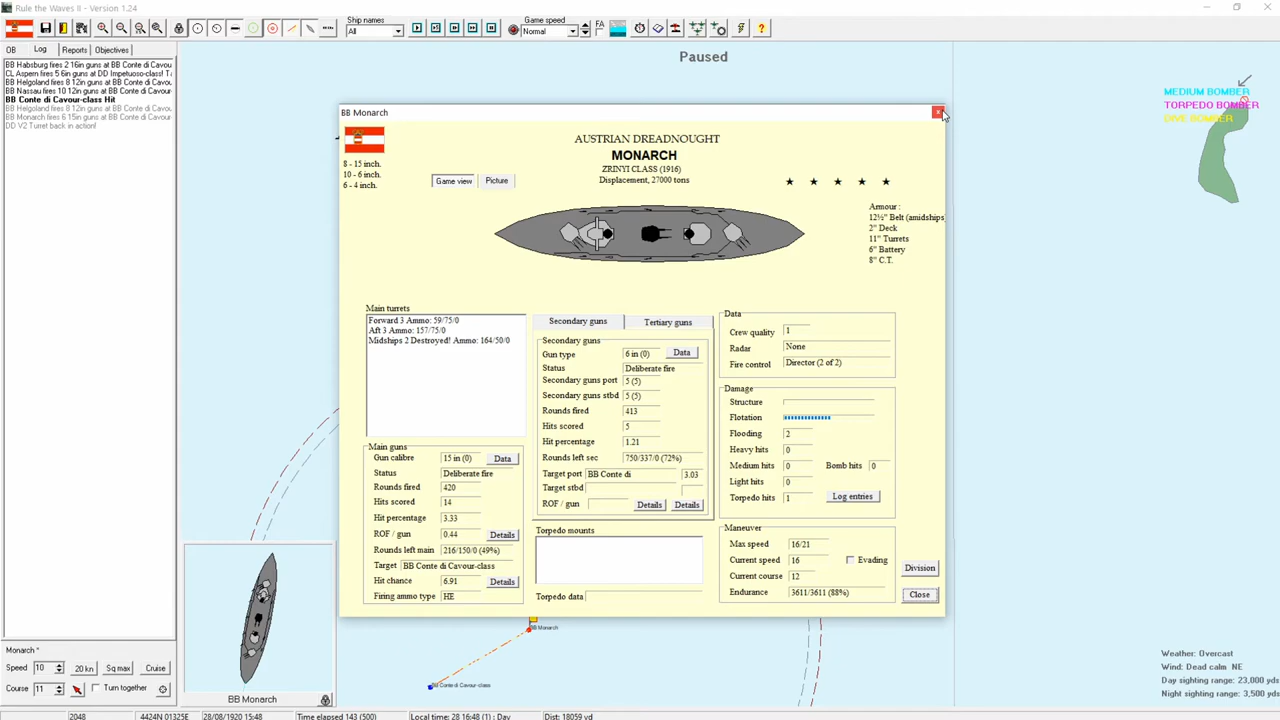 Rule the Waves II - Version 1.24
Ship names
All
Game speed
Normal
FA
OB
Log
Reports
Objectives
BB Habsburg fires 2 16in guns at BB Conte di Cavou
CL Aspern fires 5 6in guns at DD Impetuoso-class! T
BB Helgoland fires 8 12in guns at BB Conte di Cavo
BB Nassau fires 10 12in guns at BB Conte di Cavour-
BB Conte di Cavour-class Hit
BB Helgoland fires 8 12in guns at BB Conte di Cavo
BB Monarch fires 6 15in guns at BB Conte di Cavour-
DD V2 Turret back in action!
Paused
MEDIUM BOMBER
TORPEDO BOMBER
DIVE BOMBER
BB Monarch
AUSTRIAN DREADNOUGHT
MONARCH
ZRINYI CLASS (1916)
Displacement, 27000 tons
8 - 15 inch.
10 - 6 inch.
6 - 4 inch.
Game view
Picture
★ ★ ★ ★ ★
Armour :
12½" Belt (amidships)
2" Deck
11" Turrets
6" Battery
8" C.T.
Main turrets
Forward 3 Ammo: 59/75/0
Aft 3 Ammo: 157/75/0
Midships 2 Destroyed! Ammo: 164/50/0
Main guns
Gun calibre 15 in (0) Data
Status Deliberate fire
Rounds fired 420
Hits scored 14
Hit percentage 3.33
ROF / gun 0.44 Details
Rounds left main 216/150/0 (49%)
Target BB Conte di Cavour-class
Hit chance 6.91 Details
Firing ammo type HE
Secondary guns
Tertiary guns
Secondary guns
Gun type 6 in (0) Data
Status Deliberate fire
Secondary guns port 5 (5)
Secondary guns stbd 5 (5)
Rounds fired 413
Hits scored 5
Hit percentage 1.21
Rounds left sec 750/337/0 (72%)
Target port BB Conte di 3.03
Target stbd
ROF / gun Details Details
Torpedo mounts
Torpedo data
Data
Crew quality 1
Radar None
Fire control Director (2 of 2)
Damage
Structure
Flotation
Flooding 2
Heavy hits 0
Medium hits 0 Bomb hits 0
Light hits 0
Torpedo hits 1 Log entries
Maneuver
Max speed 16/21
Current speed 16 Evading
Current course 12
Endurance 3611/3611 (88%)
Division
Close
BB Monarch
BB Conte di Cavour-class
Monarch *
Speed 10 20 kn Sq max Cruise
Course 11 Turn together
BB Monarch
Weather: Overcast
Wind: Dead calm NE
Day sighting range: 23,000 yds
Night sighting range: 3,500 yds
2048
4424N 01325E
28/08/1920 15:48
Time elapsed 143 (500)
Local time: 28 16:48 (1) : Day
Dist: 18059 yd